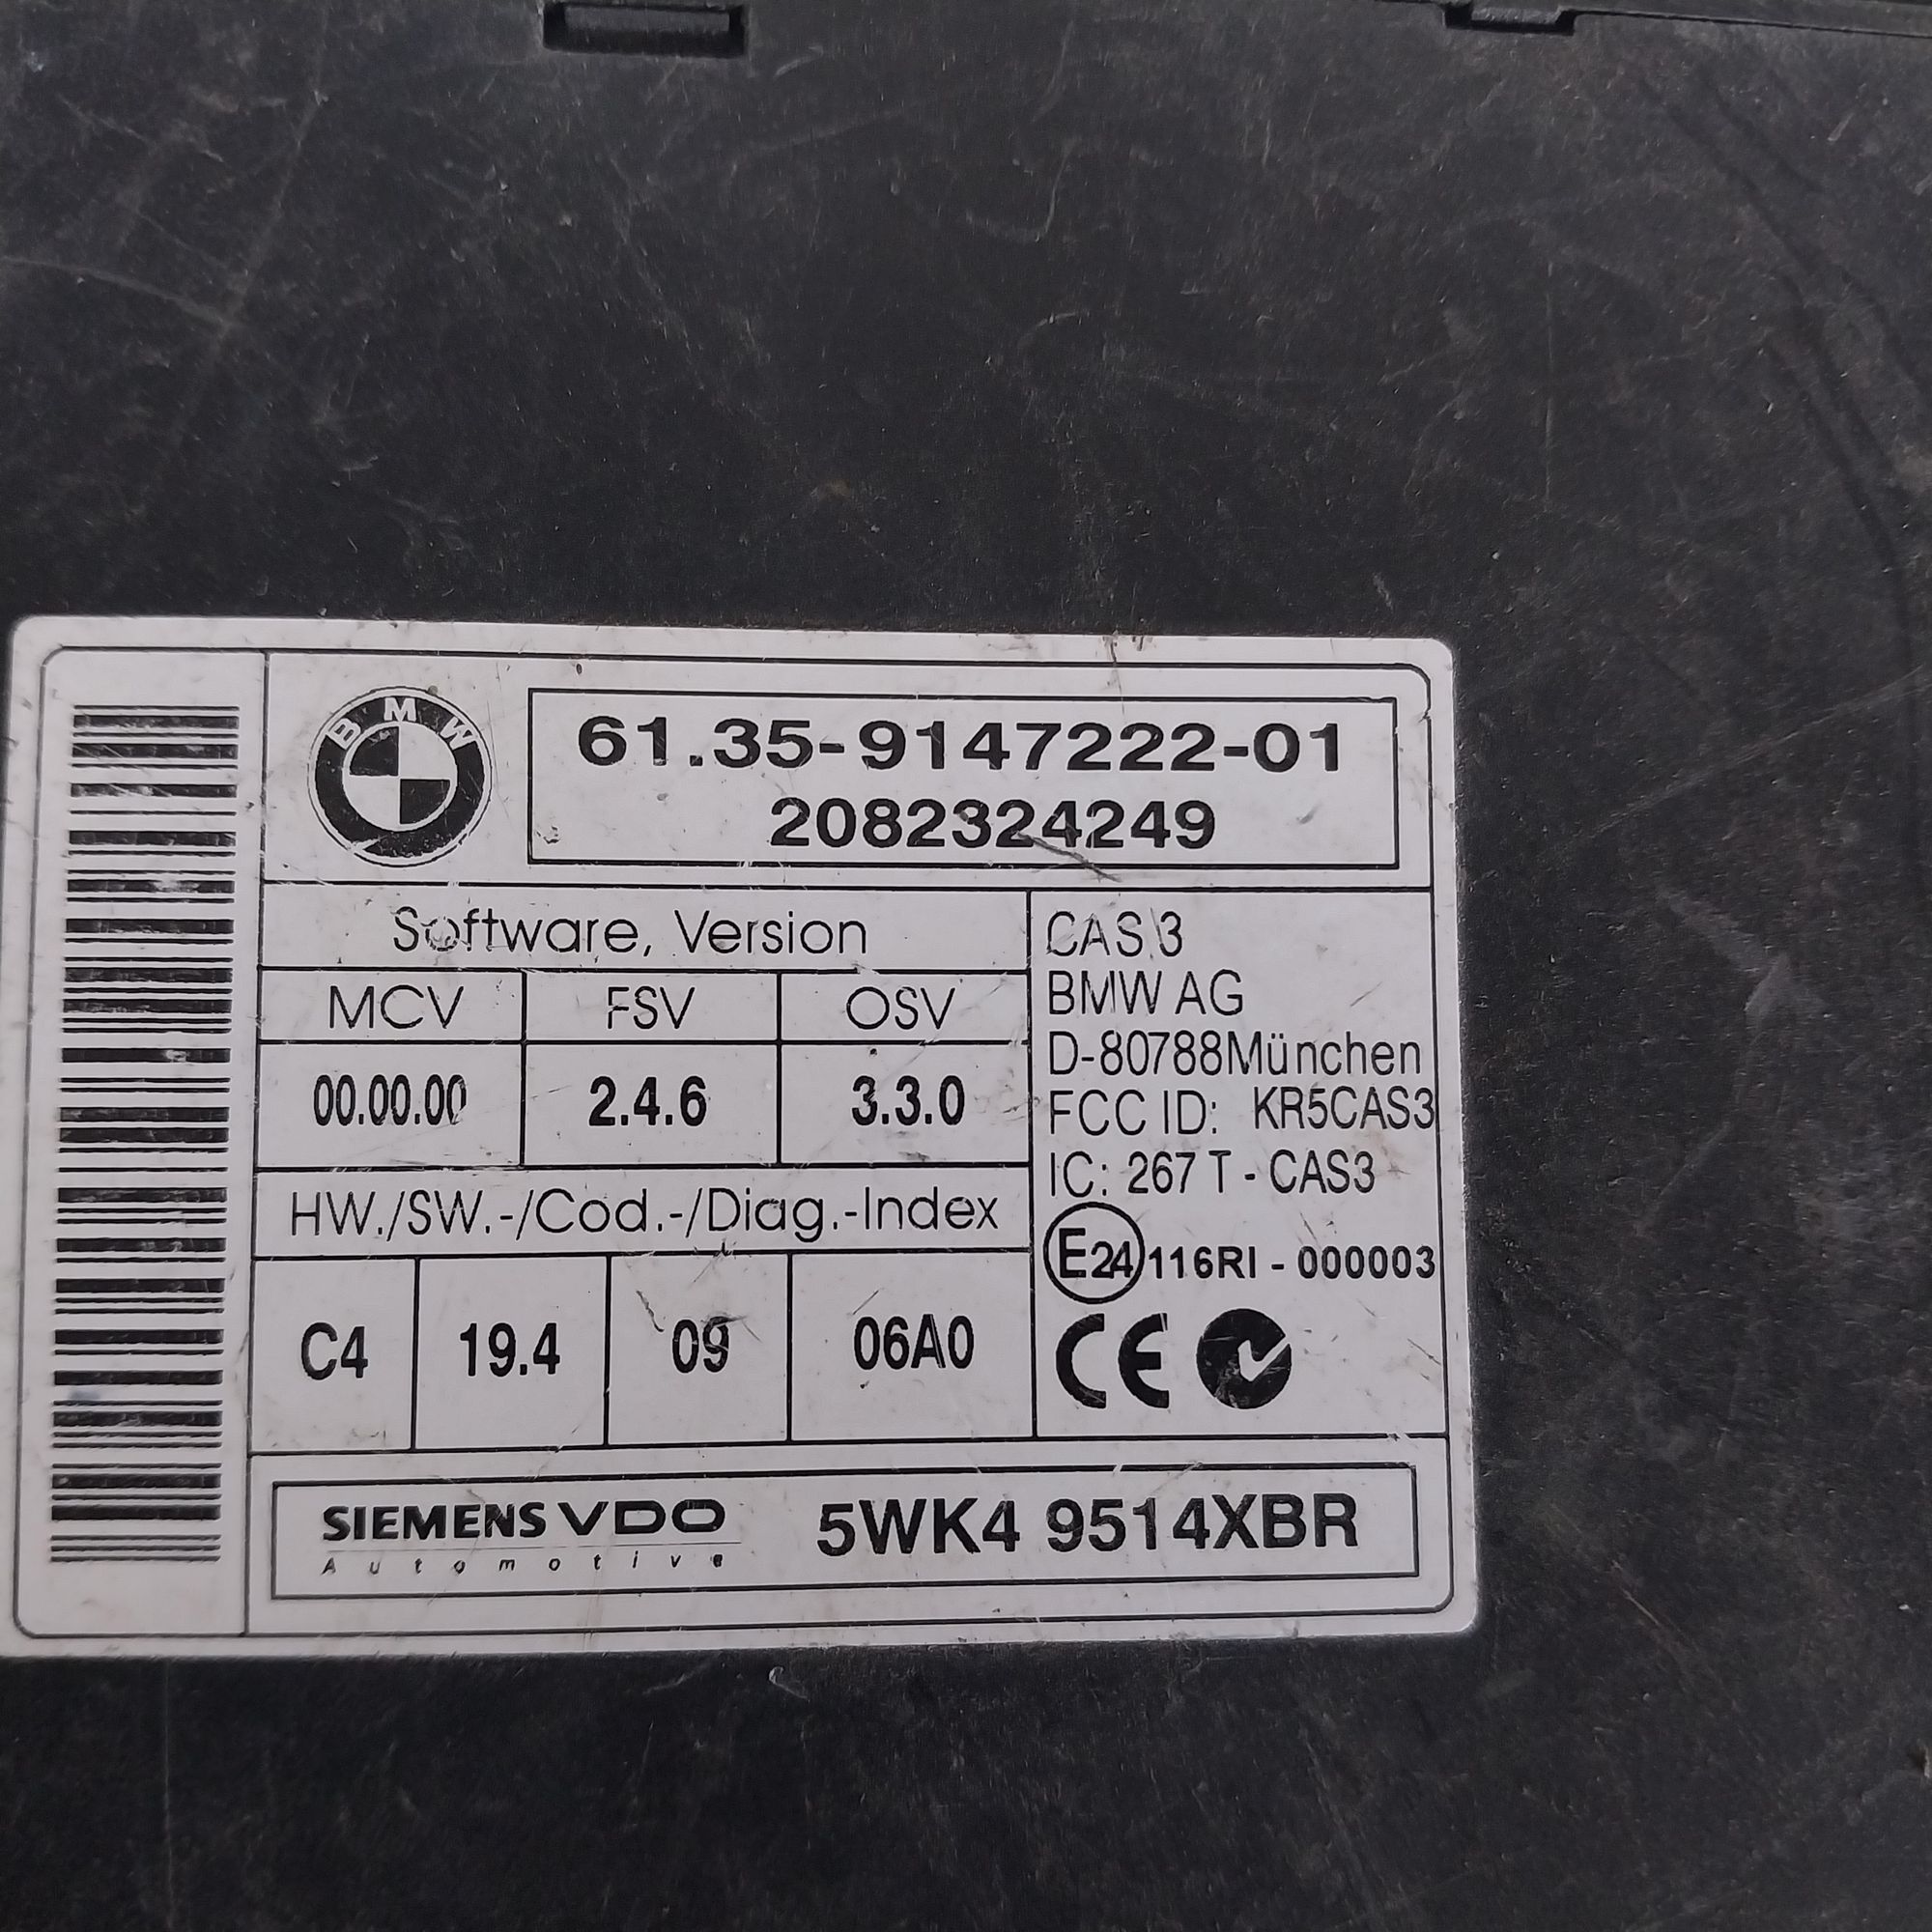 BMW
61.35-9147222-01
2082324249
Software, Version
MCV FSV OSV
00.00.00 2.4.6 3.3.0
HW./SW.-/Cod.-/Diag.-Index
C4 19.4 09 06A0
CAS 3
BMW AG
D-80788München
FCC ID: KR5CAS3
IC: 267 T - CAS3
E24 116RI - 000003
CE
SIEMENS VDO
Automotive
5WK4 9514XBR